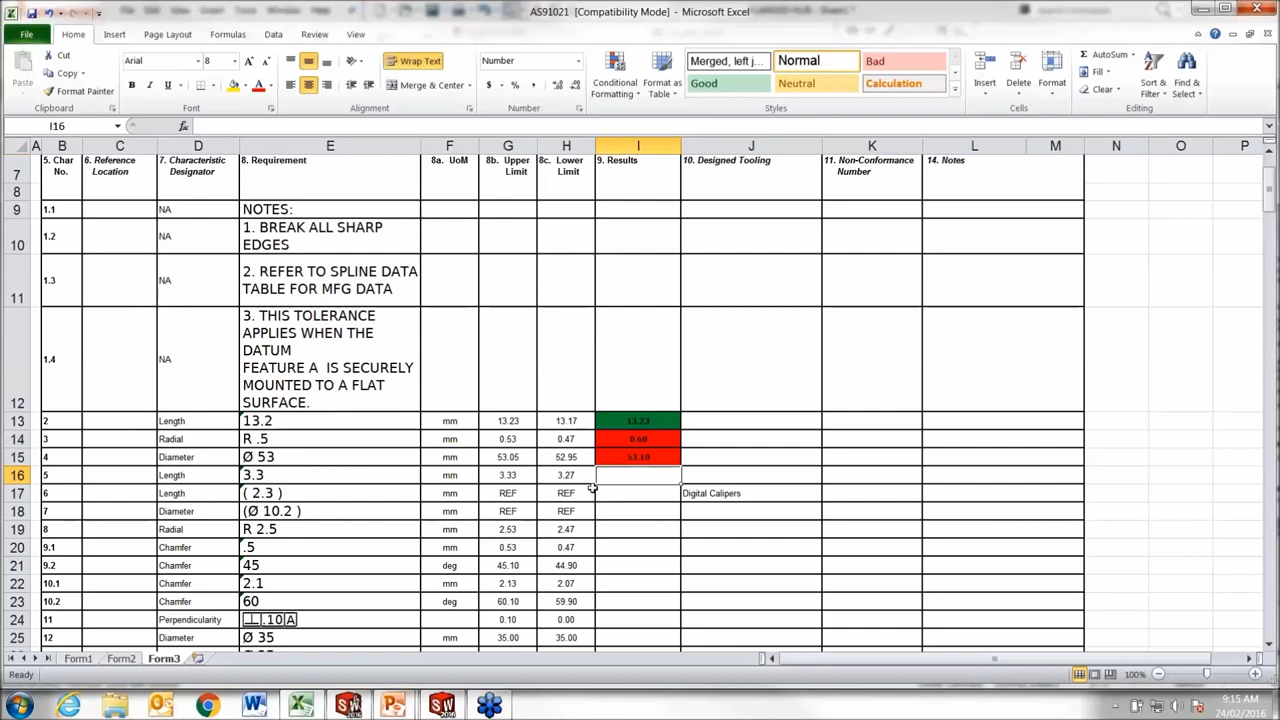 AS91021 [Compatibility Mode] - Microsoft Excel
File Home Insert Page Layout Formulas Data Review View
Paste
Cut
Copy
Format Painter
Clipboard
Arial 8
B I U
Font
Wrap Text
Merge & Center
Alignment
Number
$ % ,
Number
Conditional Formatting
Format as Table
Merged, left j... Normal Bad
Good Neutral Calculation
Styles
Insert Delete Format
Cells
AutoSum
Fill
Clear
Sort & Filter
Find & Select
Editing
I16 fx
A B C D E F G H I J K L M N O P
7 5. Char No. 6. Reference Location 7. Characteristic Designator 8. Requirement 8a. UoM 8b. Upper Limit 8c. Lower Limit 9. Results 10. Designed Tooling 11. Non-Conformance Number 14. Notes
8
9 1.1 NA NOTES:
10 1.2 NA 1. BREAK ALL SHARP
EDGES
11 1.3 NA 2. REFER TO SPLINE DATA
TABLE FOR MFG DATA
12 1.4 NA 3. THIS TOLERANCE
APPLIES WHEN THE
DATUM
FEATURE A IS SECURELY
MOUNTED TO A FLAT
SURFACE.
13 2 Length 13.2 mm 13.23 13.17 13.23
14 3 Radial R .5 mm 0.53 0.47 0.60
15 4 Diameter Ø 53 mm 53.05 52.95 53.10
16 5 Length 3.3 mm 3.33 3.27
17 6 Length ( 2.3 ) mm REF REF Digital Calipers
18 7 Diameter (Ø 10.2 ) mm REF REF
19 8 Radial R 2.5 mm 2.53 2.47
20 9.1 Chamfer .5 mm 0.53 0.47
21 9.2 Chamfer 45 deg 45.10 44.90
22 10.1 Chamfer 2.1 mm 2.13 2.07
23 10.2 Chamfer 60 deg 60.10 59.90
24 11 Perpendicularity ⊥ .10 A 0.10 0.00
25 12 Diameter Ø 35 mm 35.00 35.00
Form1 Form2 Form3
Ready 100%
9:15 AM
24/02/2016